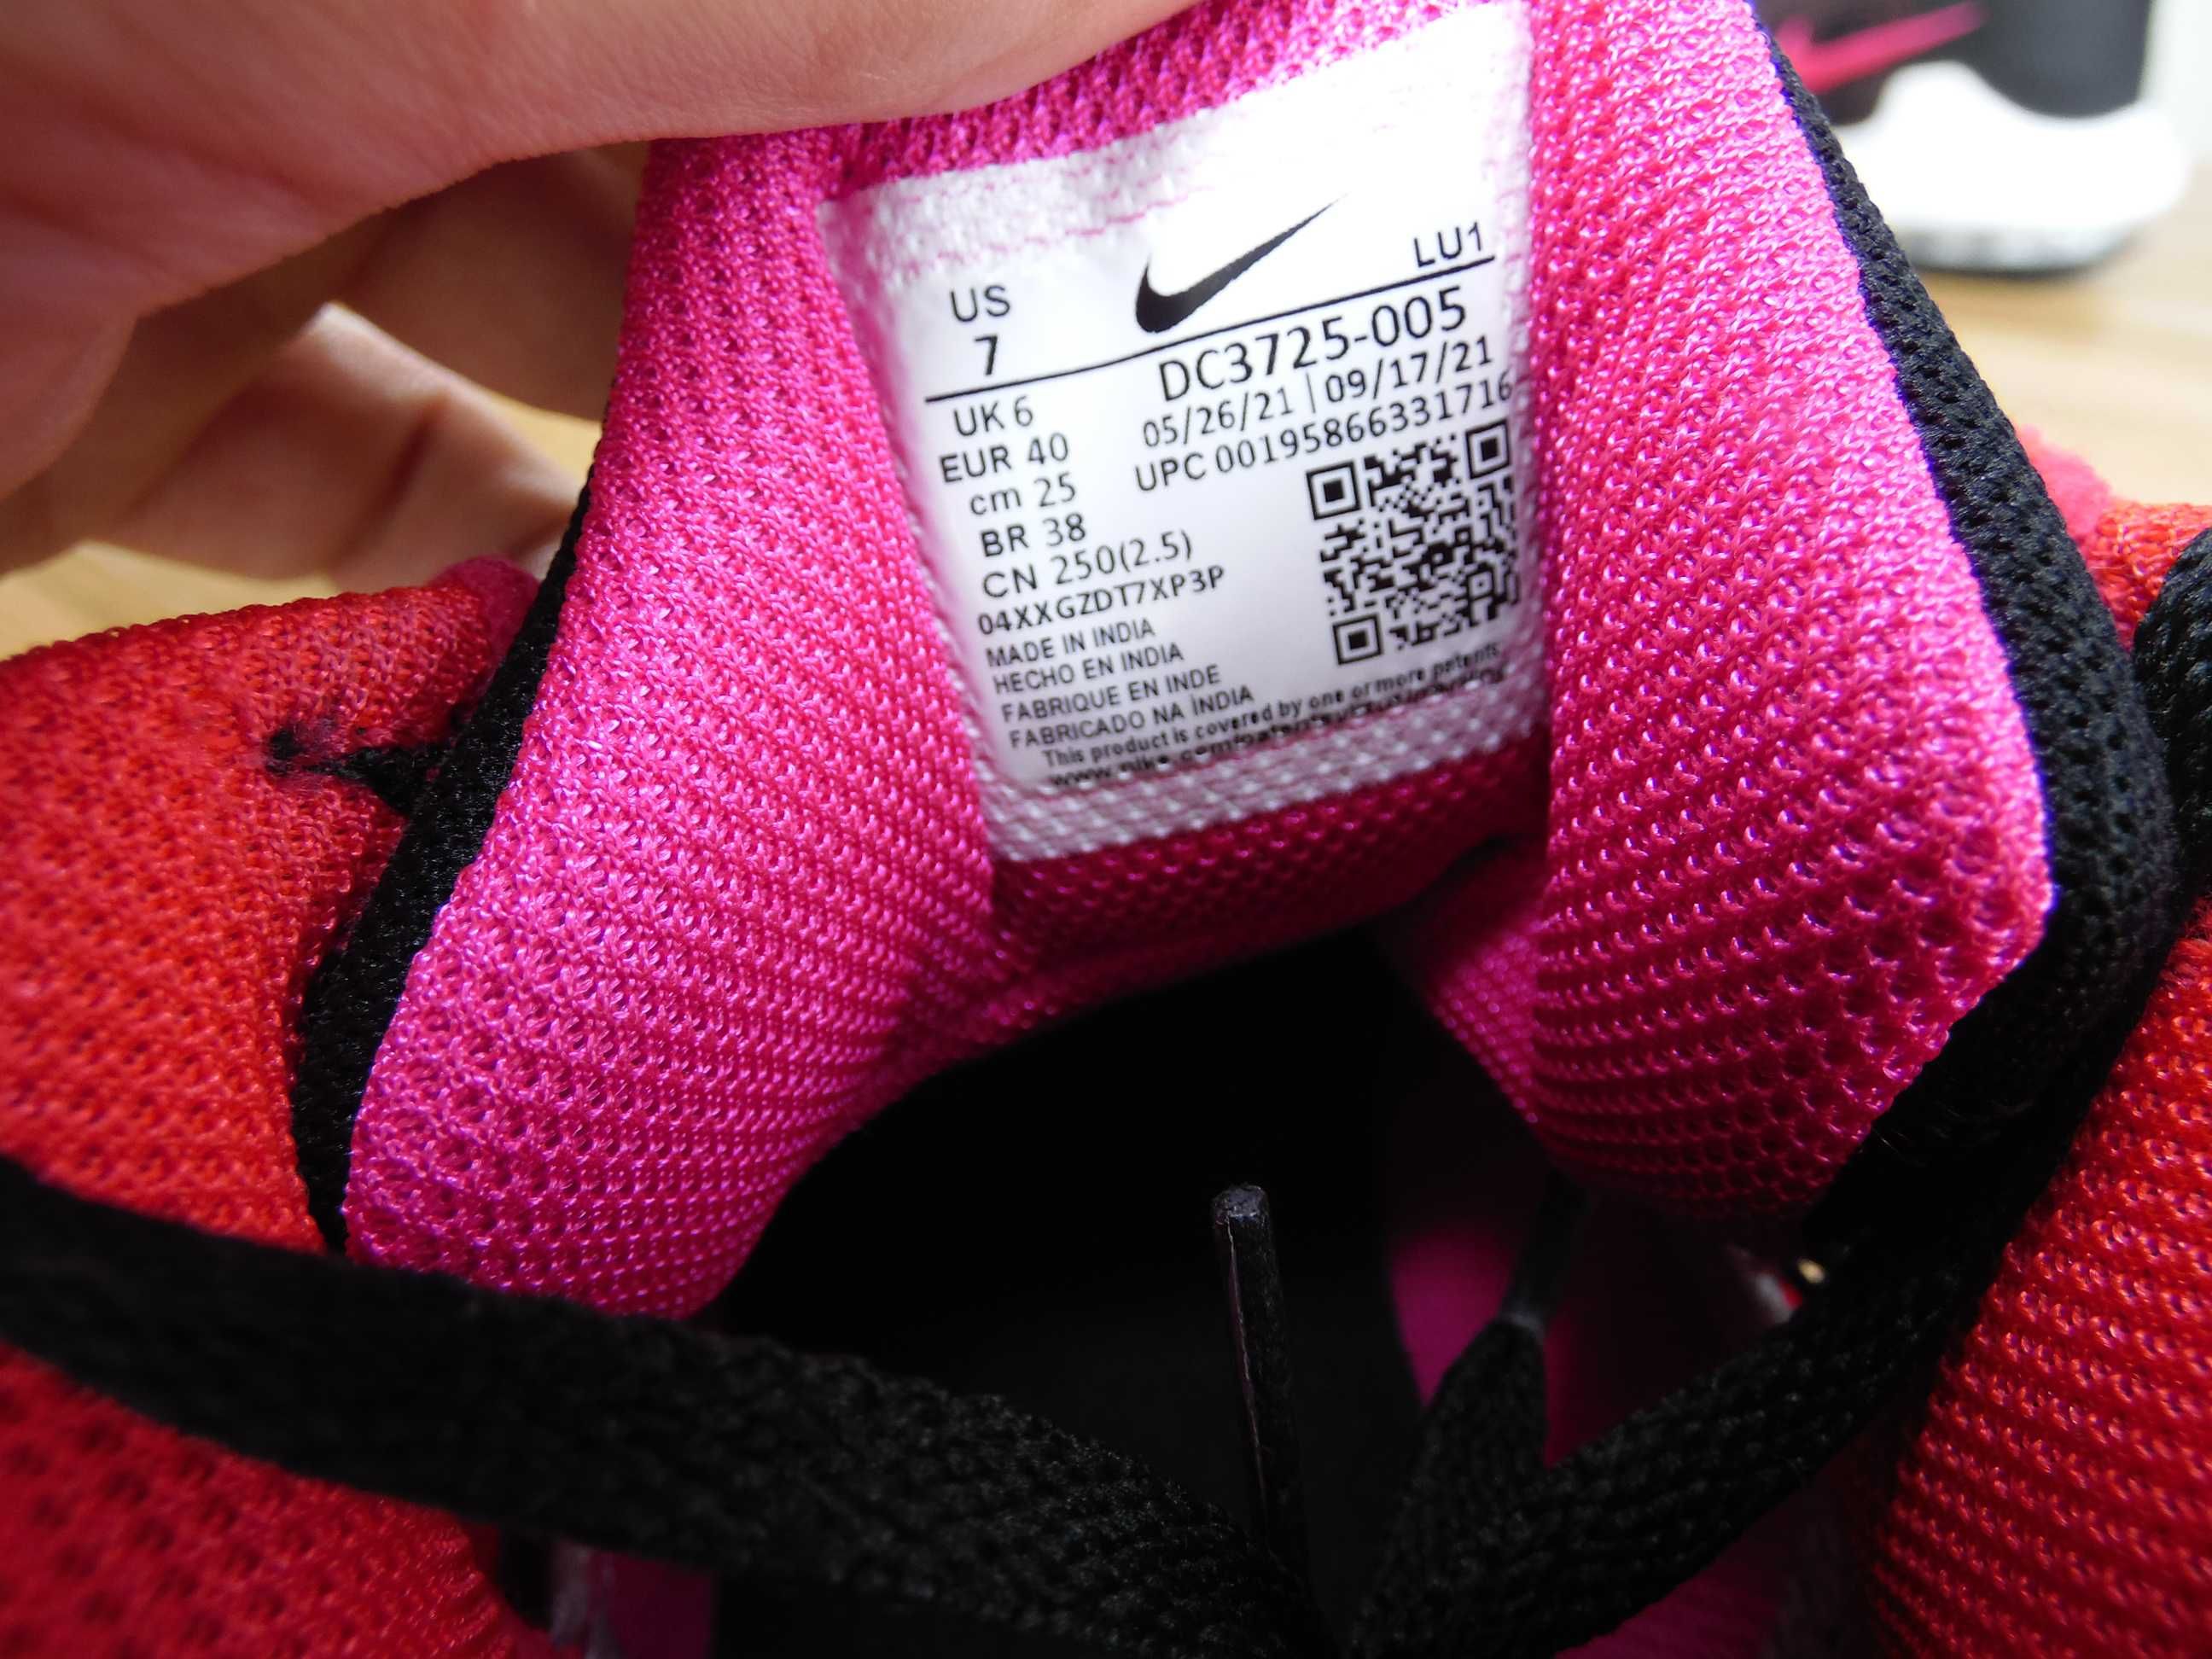 US
7
LU1
DC3725-005
05/26/21 | 09/17/21
UPC 00195866331716
UK 6
EUR 40
cm 25
BR 38
CN 250(2.5)
04XXGZDT7XP3P
MADE IN INDIA
HECHO EN INDIA
FABRIQUE EN INDE
FABRICADO NA ÍNDIA
This product is covered by one or more patents